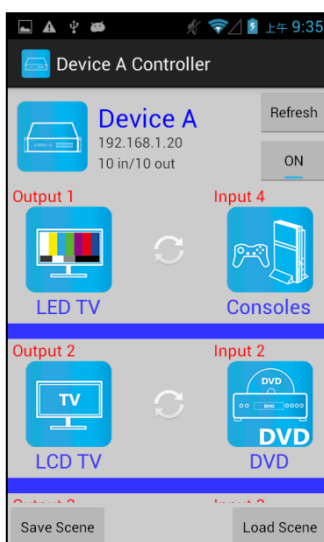 上午 9:35
Device A Controller
Device A
192.168.1.20
10 in/10 out
Refresh
ON
Output 1
Input 4
LED TV
Consoles
Output 2
Input 2
TV
DVD
DVD
LCD TV
DVD
Save Scene
Load Scene